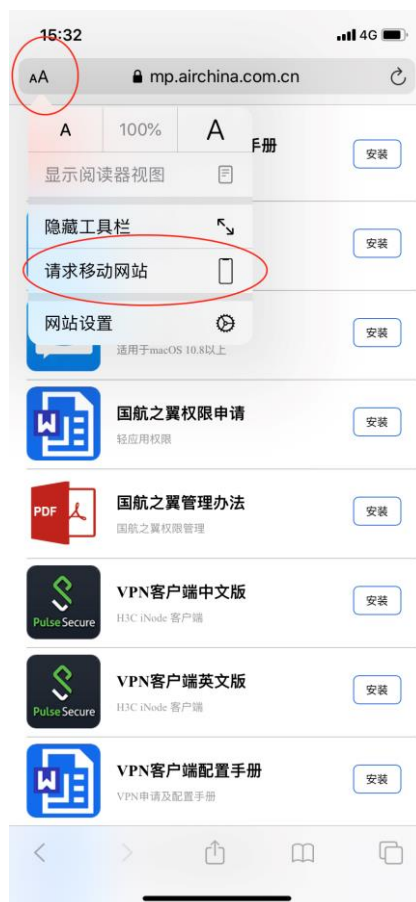 15:32
4G
AA
mp.airchina.com.cn
A
100%
A
手册
安装
显示阅读器视图
隐藏工具栏
安装
请求移动网站
网站设置
安装
适用于macOS 10.8以上
W
国航之翼权限申请
安装
轻应用权限
PDF
国航之翼管理办法
安装
国航之翼权限管理
Pulse Secure
VPN客户端中文版
安装
H3C iNode 客户端
Pulse Secure
VPN客户端英文版
安装
H3C iNode 客户端
W
VPN客户端配置手册
安装
VPN申请及配置手册